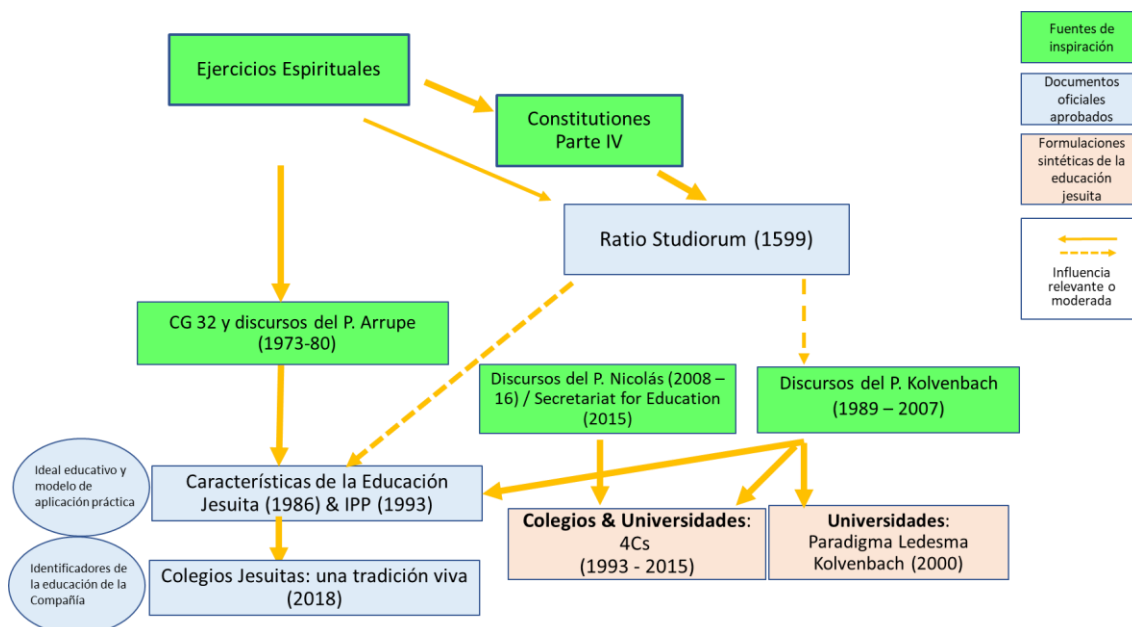 Ejercicios Espirituales
Constitutiones
Parte IV
Ratio Studiorum (1599)
CG 32 y discursos del P. Arrupe
(1973-80)
Discursos del P. Nicolás (2008 –
16) / Secretariat for Education
(2015)
Discursos del P. Kolvenbach
(1989 – 2007)
Ideal educativo y
modelo de
aplicación práctica
Características de la Educación
Jesuita (1986) & IPP (1993)
Colegios & Universidades:
4Cs
(1993 - 2015)
Universidades:
Paradigma Ledesma
Kolvenbach (2000)
Identificadores de
la educación de la
Compañía
Colegios Jesuitas: una tradición viva
(2018)
Fuentes de
inspiración
Documentos
oficiales
aprobados
Formulaciones
sintéticas de la
educación
jesuita
Influencia
relevante o
moderada